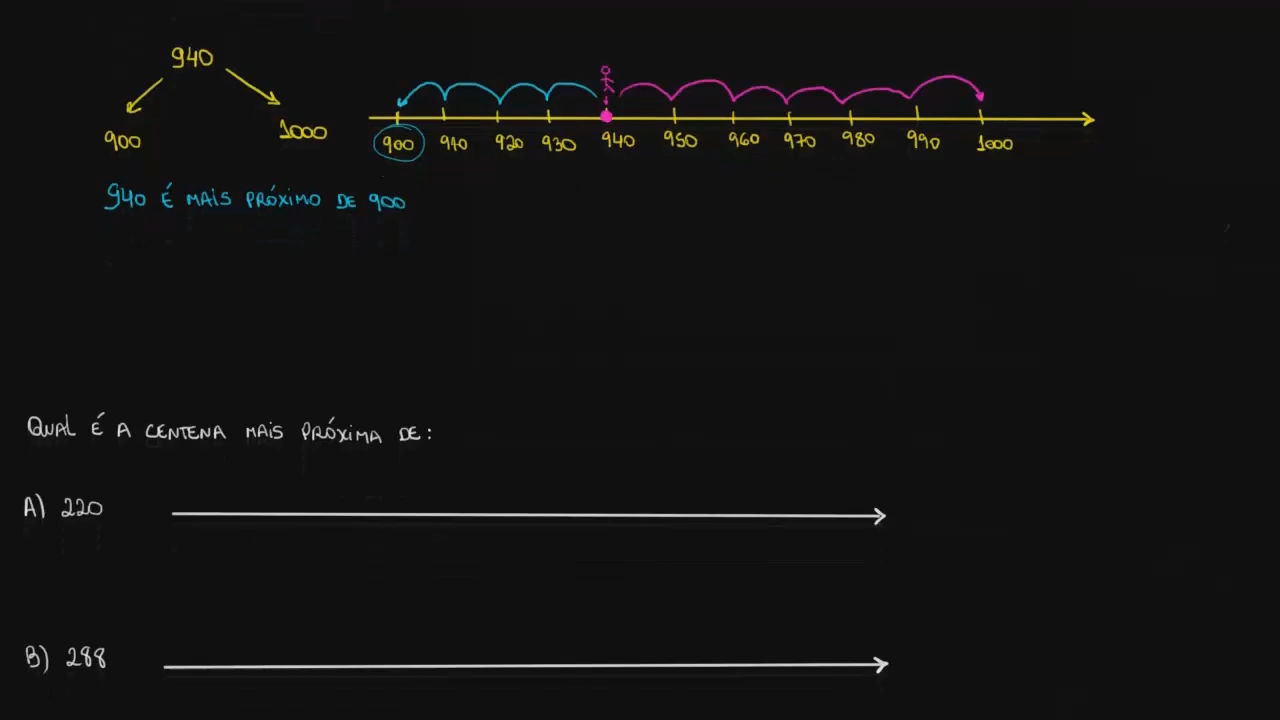 940
900
1000
900 910 920 930 940 950 960 970 980 990 1000
940 É MAIS PRÓXIMO DE 900
QUAL É A CENTENA MAIS PRÓXIMA DE:
A) 220
B) 288